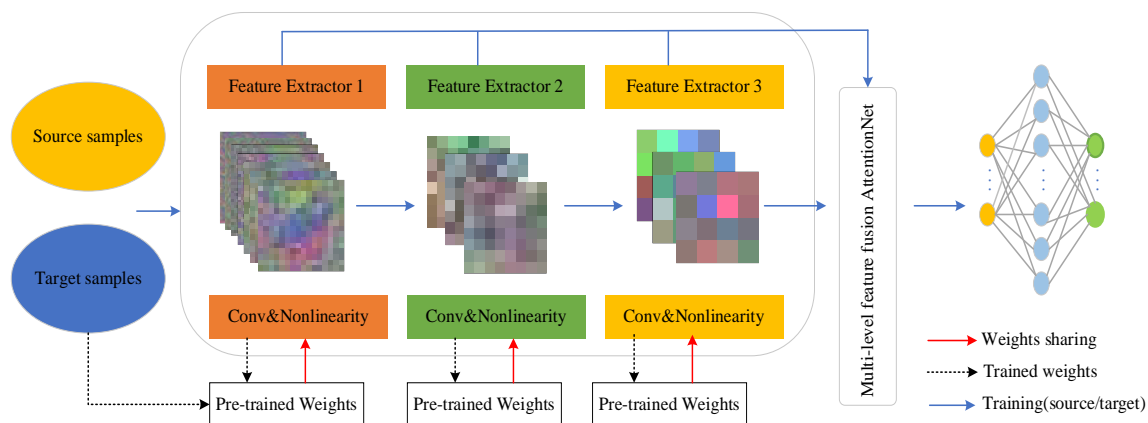 Feature Extractor 1
Feature Extractor 2
Feature Extractor 3
Source samples
Target samples
Conv&Nonlinearity
Conv&Nonlinearity
Conv&Nonlinearity
Pre-trained Weights
Pre-trained Weights
Pre-trained Weights
Multi-level feature fusion AttentionNet
Weights sharing
Trained weights
Training(source/target)